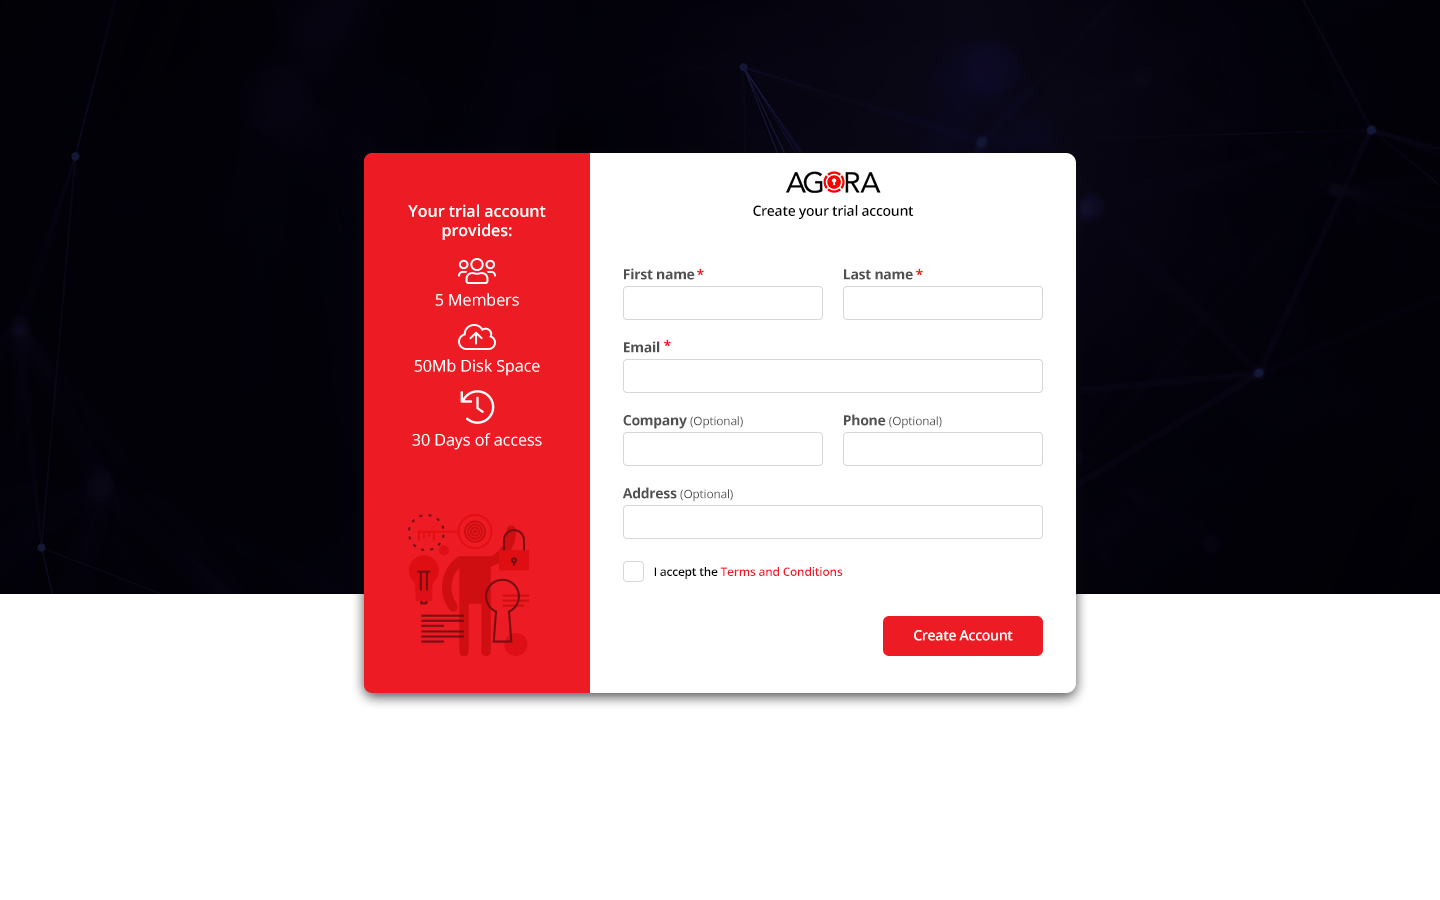 Your trial account
provides:
5 Members
50Mb Disk Space
30 Days of access
AGORA
Create your trial account
First name *
Last name *
Email *
Company (Optional)
Phone (Optional)
Address (Optional)
I accept the Terms and Conditions
Create Account